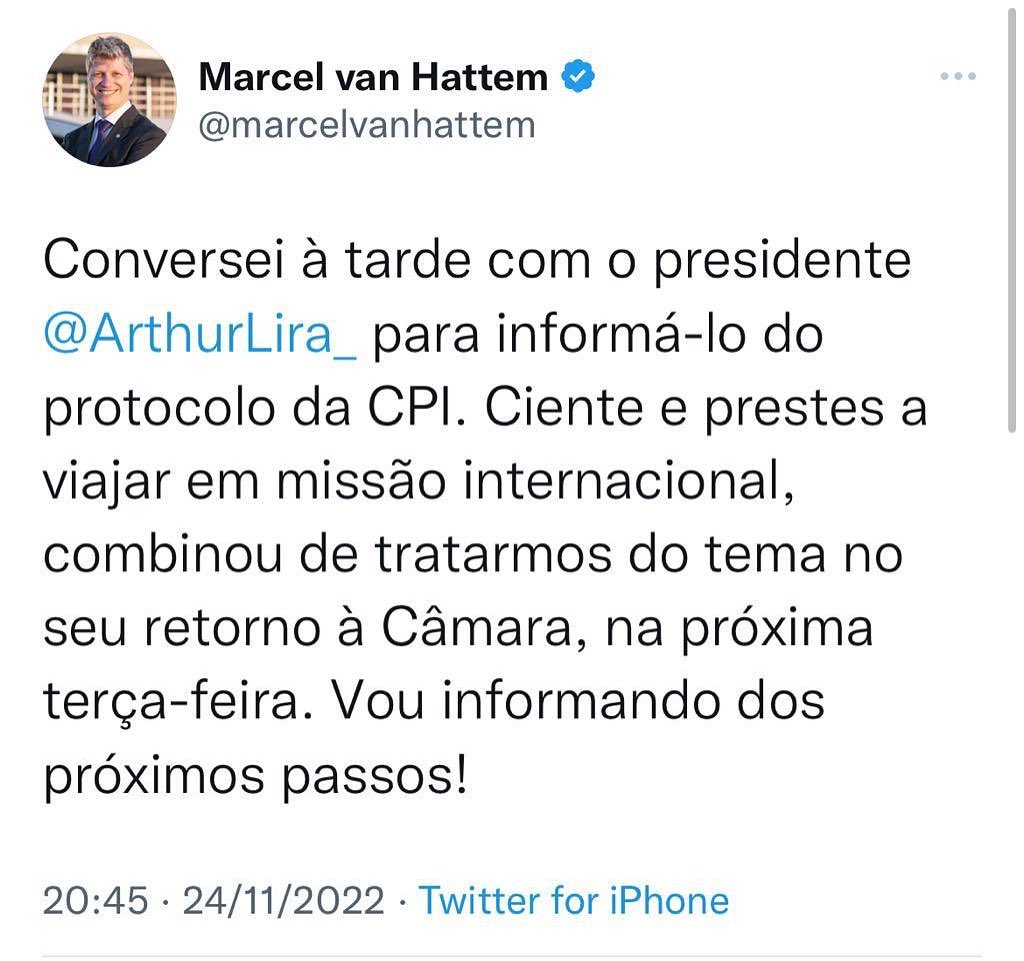 Marcel van Hattem
@marcelvanhattem
Conversei à tarde com o presidente
@ArthurLira_ para informá-lo do
protocolo da CPI. Ciente e prestes a
viajar em missão internacional,
combinou de tratarmos do tema no
seu retorno à Câmara, na próxima
terça-feira. Vou informando dos
próximos passos!
20:45 · 24/11/2022 · Twitter for iPhone